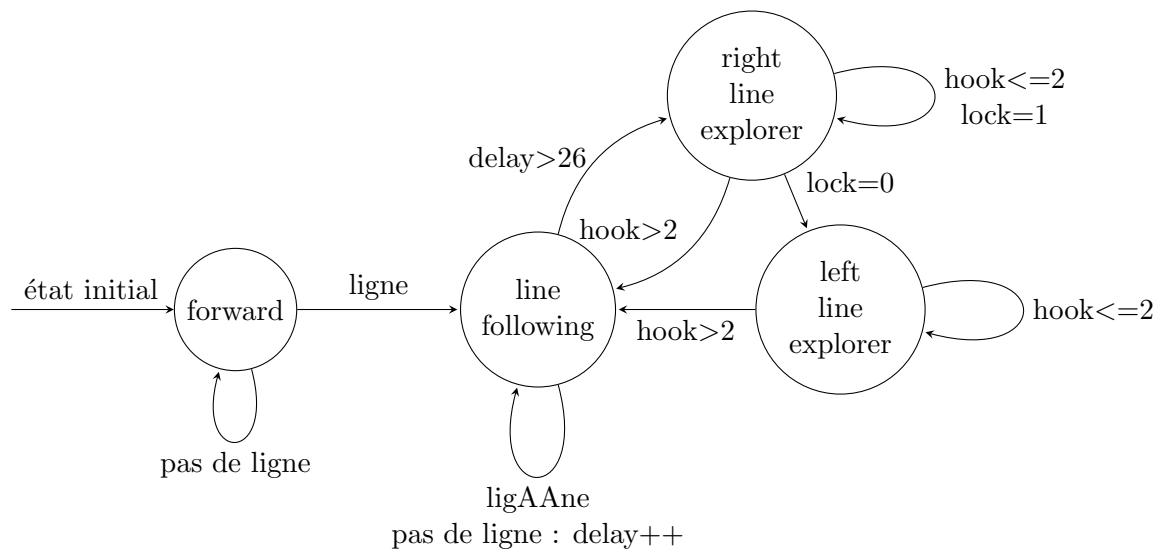 right
line
explorer
hook<=2
lock=1
delay>26
lock=0
hook>2
état initial
forward
ligne
line
following
left
line
explorer
hook<=2
hook>2
pas de ligne
ligAAne
pas de ligne : delay++